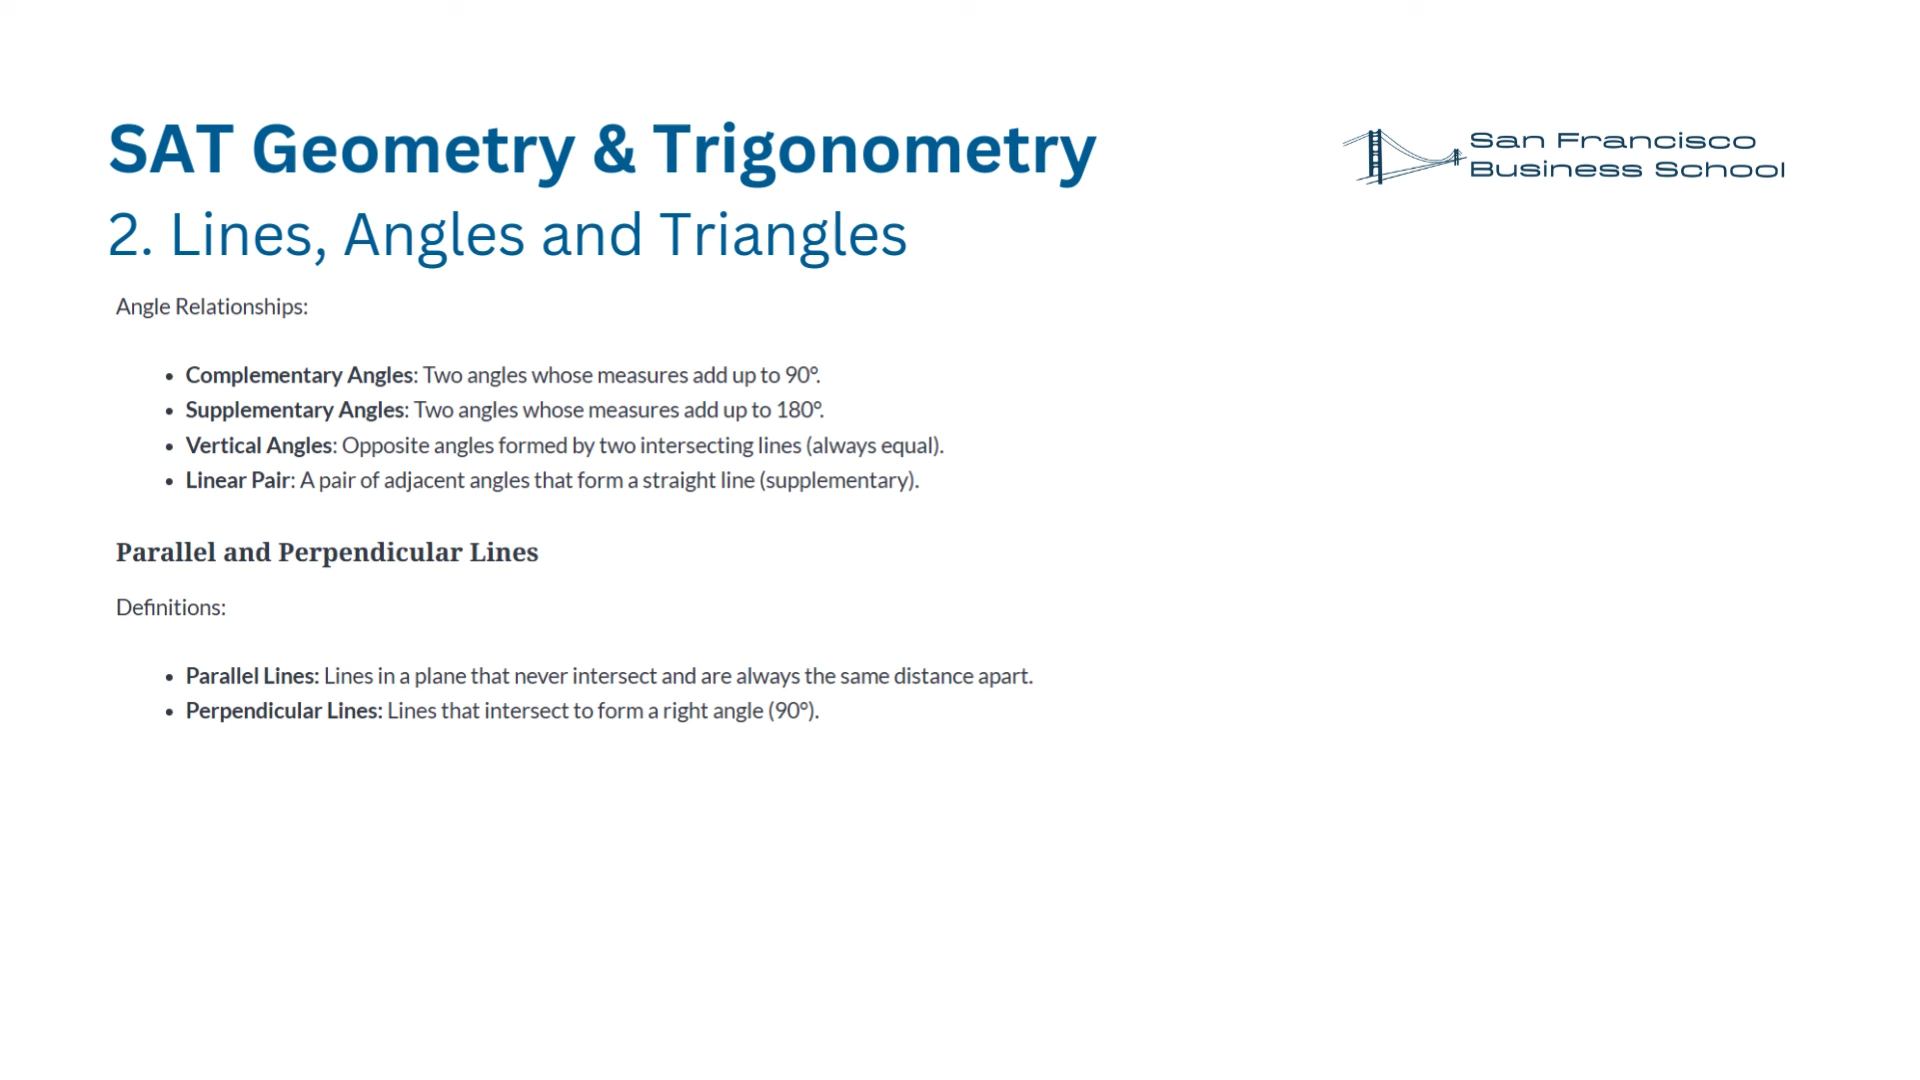 SAT Geometry & Trigonometry
San Francisco
Business School
2. Lines, Angles and Triangles
Angle Relationships:
• Complementary Angles: Two angles whose measures add up to 90°.
• Supplementary Angles: Two angles whose measures add up to 180°.
• Vertical Angles: Opposite angles formed by two intersecting lines (always equal).
• Linear Pair: A pair of adjacent angles that form a straight line (supplementary).
Parallel and Perpendicular Lines
Definitions:
• Parallel Lines: Lines in a plane that never intersect and are always the same distance apart.
• Perpendicular Lines: Lines that intersect to form a right angle (90°).